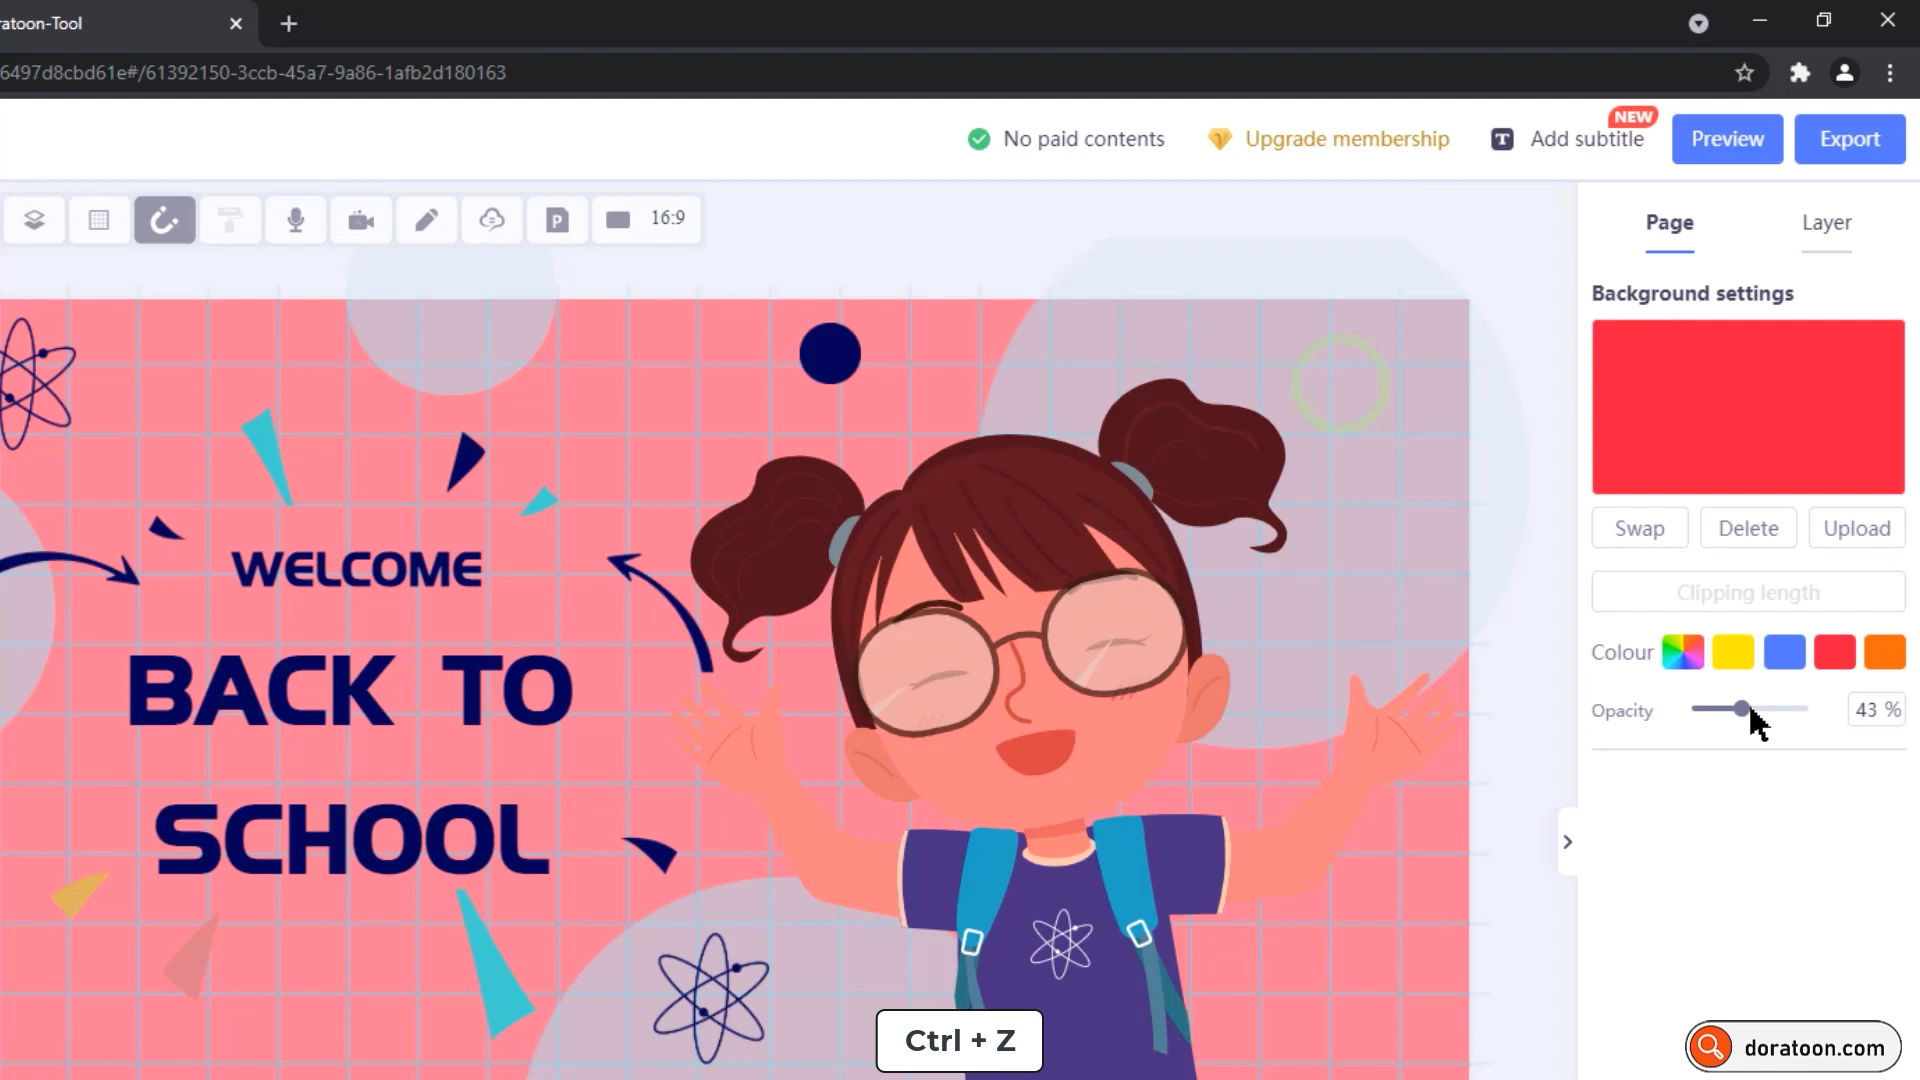 ratoon-Tool
6497d8cbd61e#/61392150-3ccb-45a7-9a86-1afb2d180163
No paid contents
Upgrade membership
Add subtitle
NEW
Preview
Export
P
16:9
Page
Layer
Background settings
Swap
Delete
Upload
Clipping length
Colour
Opacity
43 %
WELCOME
BACK TO
SCHOOL
Ctrl + Z
doratoon.com